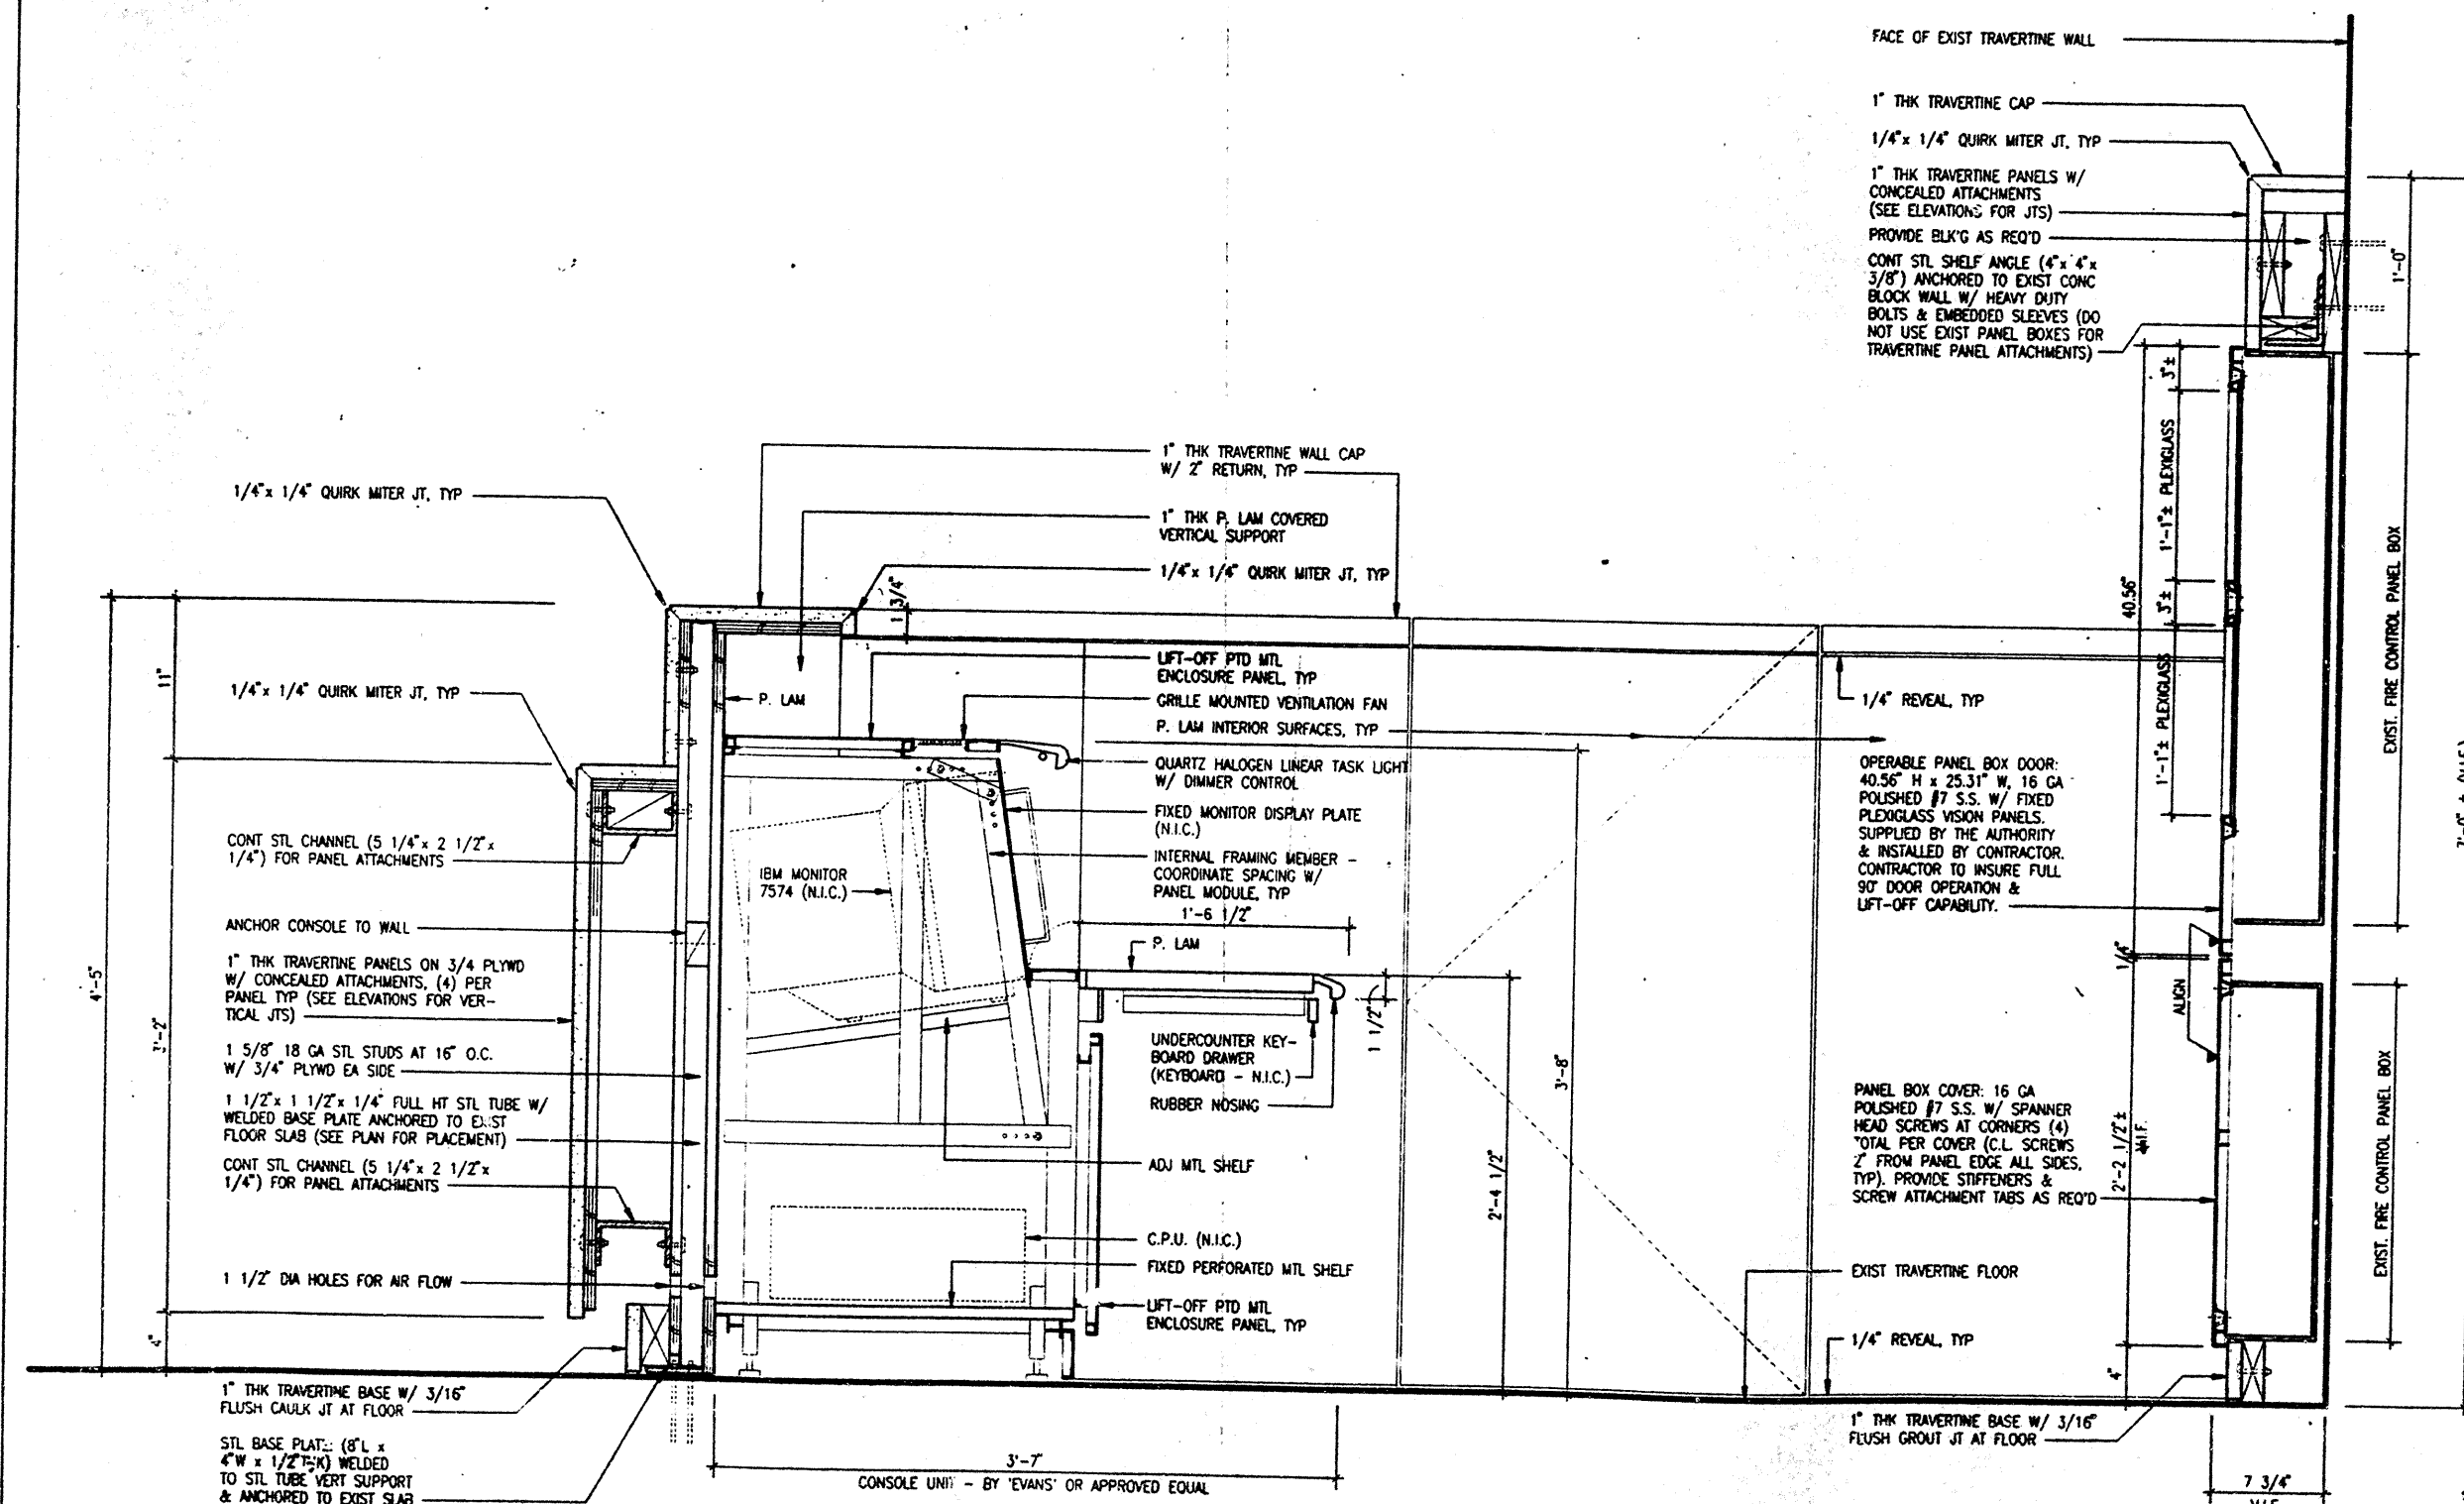 FACE OF EXIST TRAVERTINE WALL
1" THK TRAVERTINE CAP
1/4"x 1/4" QUIRK MITER JT, TYP
1" THK TRAVERTINE PANELS W/
CONCEALED ATTACHMENTS
(SEE ELEVATIONS FOR JTS)
PROVIDE BLK'G AS REQ'D
CONT STL SHELF ANGLE (4"x 4"x
3/8") ANCHORED TO EXIST CONC
BLOCK WALL W/ HEAVY DUTY
BOLTS & EMBEDDED SLEEVES (DO
NOT USE EXIST PANEL BOXES FOR
TRAVERTINE PANEL ATTACHMENTS)
1'-0"
3"±
1'-1"± PLEXIGLASS
3"±
1'-1"± PLEXIGLASS
40.56"
EXIST. FIRE CONTROL PANEL BOX
1" THK TRAVERTINE WALL CAP
W/ 2" RETURN, TYP
1" THK P. LAM COVERED
VERTICAL SUPPORT
1/4"x 1/4" QUIRK MITER JT, TYP
1 3/4"
1/4"x 1/4" QUIRK MITER JT, TYP
1/4"x 1/4" QUIRK MITER JT, TYP
11"
4'-5"
3'-2"
4"
CONT STL CHANNEL (5 1/4"x 2 1/2"x
1/4") FOR PANEL ATTACHMENTS
ANCHOR CONSOLE TO WALL
1" THK TRAVERTINE PANELS ON 3/4 PLYWD
W/ CONCEALED ATTACHMENTS, (4) PER
PANEL TYP (SEE ELEVATIONS FOR VER-
TICAL JTS)
1 5/8" 18 GA STL STUDS AT 16" O.C.
W/ 3/4" PLYWD EA SIDE
1 1/2"x 1 1/2"x 1/4" FULL HT STL TUBE W/
WELDED BASE PLATE ANCHORED TO EXIST
FLOOR SLAB (SEE PLAN FOR PLACEMENT)
CONT STL CHANNEL (5 1/4"x 2 1/2"x
1/4") FOR PANEL ATTACHMENTS
1 1/2" DIA HOLES FOR AIR FLOW
1" THK TRAVERTINE BASE W/ 3/16"
FLUSH CAULK JT AT FLOOR
STL BASE PLATE: (8"L x
4"W x 1/2"THK) WELDED
TO STL TUBE VERT SUPPORT
& ANCHORED TO EXIST SLAB
P. LAM
IBM MONITOR
7574 (N.I.C.)
LIFT-OFF PTD MTL
ENCLOSURE PANEL, TYP
GRILLE MOUNTED VENTILATION FAN
P. LAM INTERIOR SURFACES, TYP
QUARTZ HALOGEN LINEAR TASK LIGHT
W/ DIMMER CONTROL
FIXED MONITOR DISPLAY PLATE
(N.I.C.)
INTERNAL FRAMING MEMBER -
COORDINATE SPACING W/
PANEL MODULE, TYP
1'-6 1/2"
P. LAM
1 1/2"
UNDERCOUNTER KEY-
BOARD DRAWER
(KEYBOARD - N.I.C.)
RUBBER NOSING
ADJ MTL SHELF
C.P.U. (N.I.C.)
FIXED PERFORATED MTL SHELF
LIFT-OFF PTD MTL
ENCLOSURE PANEL, TYP
2'-4 1/2"
3'-8"
3'-7"
CONSOLE UNIT - BY 'EVANS' OR APPROVED EQUAL
1/4" REVEAL, TYP
OPERABLE PANEL BOX DOOR:
40.56" H x 25.31" W, 16 GA
POLISHED #7 S.S. W/ FIXED
PLEXIGLASS VISION PANELS.
SUPPLIED BY THE AUTHORITY
& INSTALLED BY CONTRACTOR.
CONTRACTOR TO INSURE FULL
90° DOOR OPERATION &
LIFT-OFF CAPABILITY.
1/4"
ALIGN
PANEL BOX COVER: 16 GA
POLISHED #7 S.S. W/ SPANNER
HEAD SCREWS AT CORNERS (4)
TOTAL PER COVER (C.L. SCREWS
2" FROM PANEL EDGE ALL SIDES,
TYP). PROVIDE STIFFENERS &
SCREW ATTACHMENT TABS AS REQ'D
2'-2 1/2"±
V.I.F.
EXIST. FIRE CONTROL PANEL BOX
EXIST TRAVERTINE FLOOR
1/4" REVEAL, TYP
4"
1" THK TRAVERTINE BASE W/ 3/16"
FLUSH GROUT JT AT FLOOR
7 3/4"